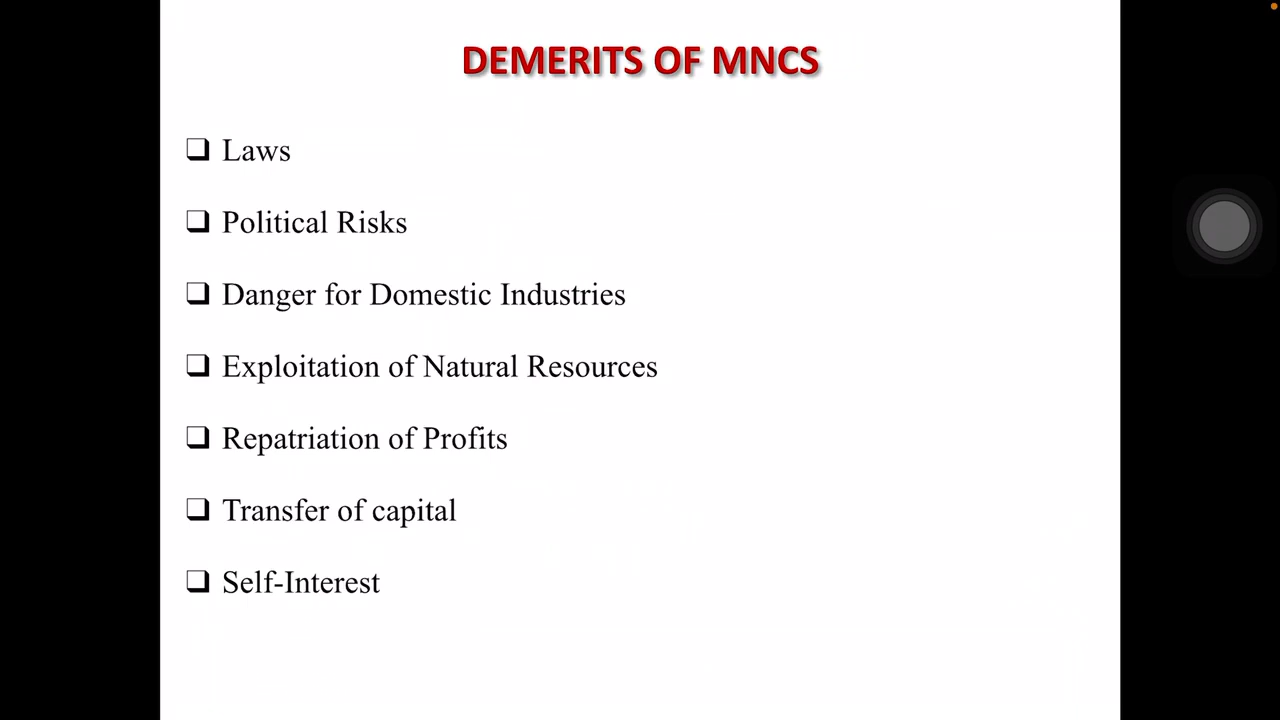 DEMERITS OF MNCS
❑ Laws
❑ Political Risks
❑ Danger for Domestic Industries
❑ Exploitation of Natural Resources
❑ Repatriation of Profits
❑ Transfer of capital
❑ Self-Interest